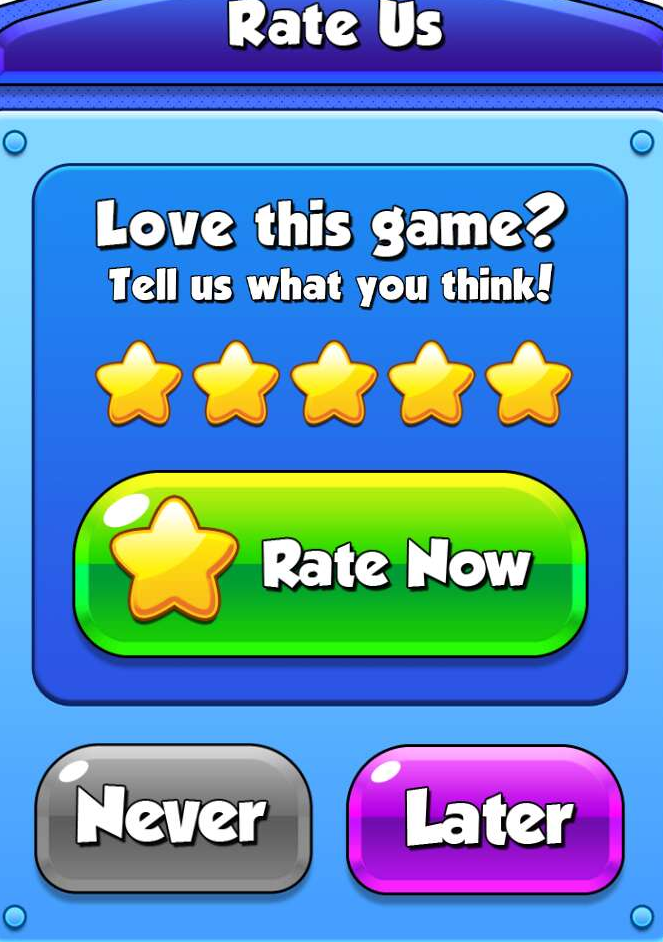 Rate Us
Love this game?
Tell us what you think!
Rate Now
Never
Later